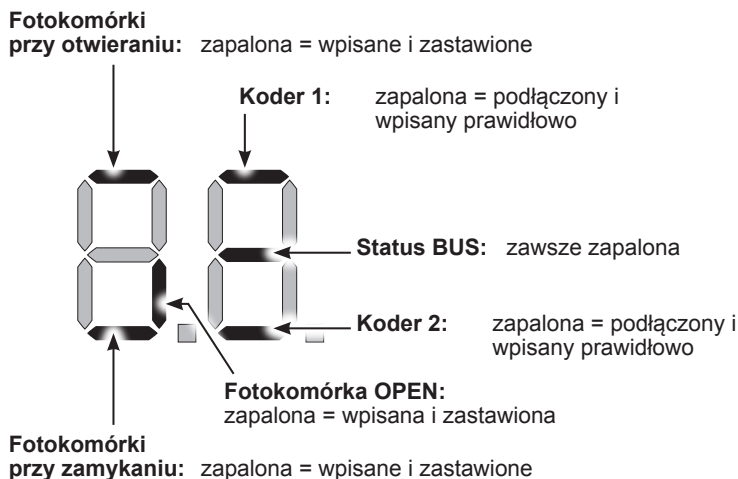 Fotokomórki
przy otwieraniu: zapalona = wpisane i zastawione
Koder 1: zapalona = podłączony i
wpisany prawidłowo
Status BUS: zawsze zapalona
Koder 2: zapalona = podłączony i
wpisany prawidłowo
Fotokomórka OPEN:
zapalona = wpisana i zastawiona
Fotokomórki
przy zamykaniu: zapalona = wpisane i zastawione